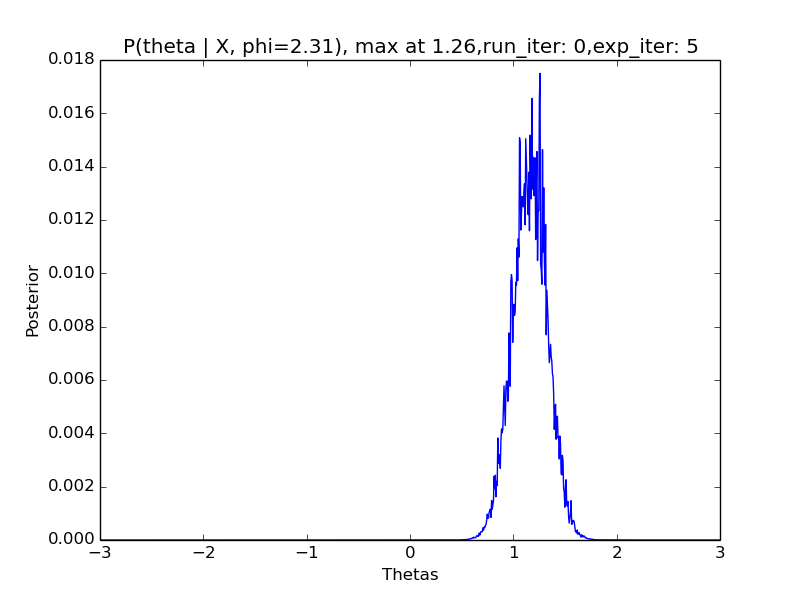 P(theta | X, phi=2.31), max at 1.26,run_iter: 0,exp_iter: 5
0.018
0.016
0.014
0.012
0.010
0.008
0.006
0.004
0.002
0.000
Posterior
−3 −2 −1 0 1 2 3
Thetas